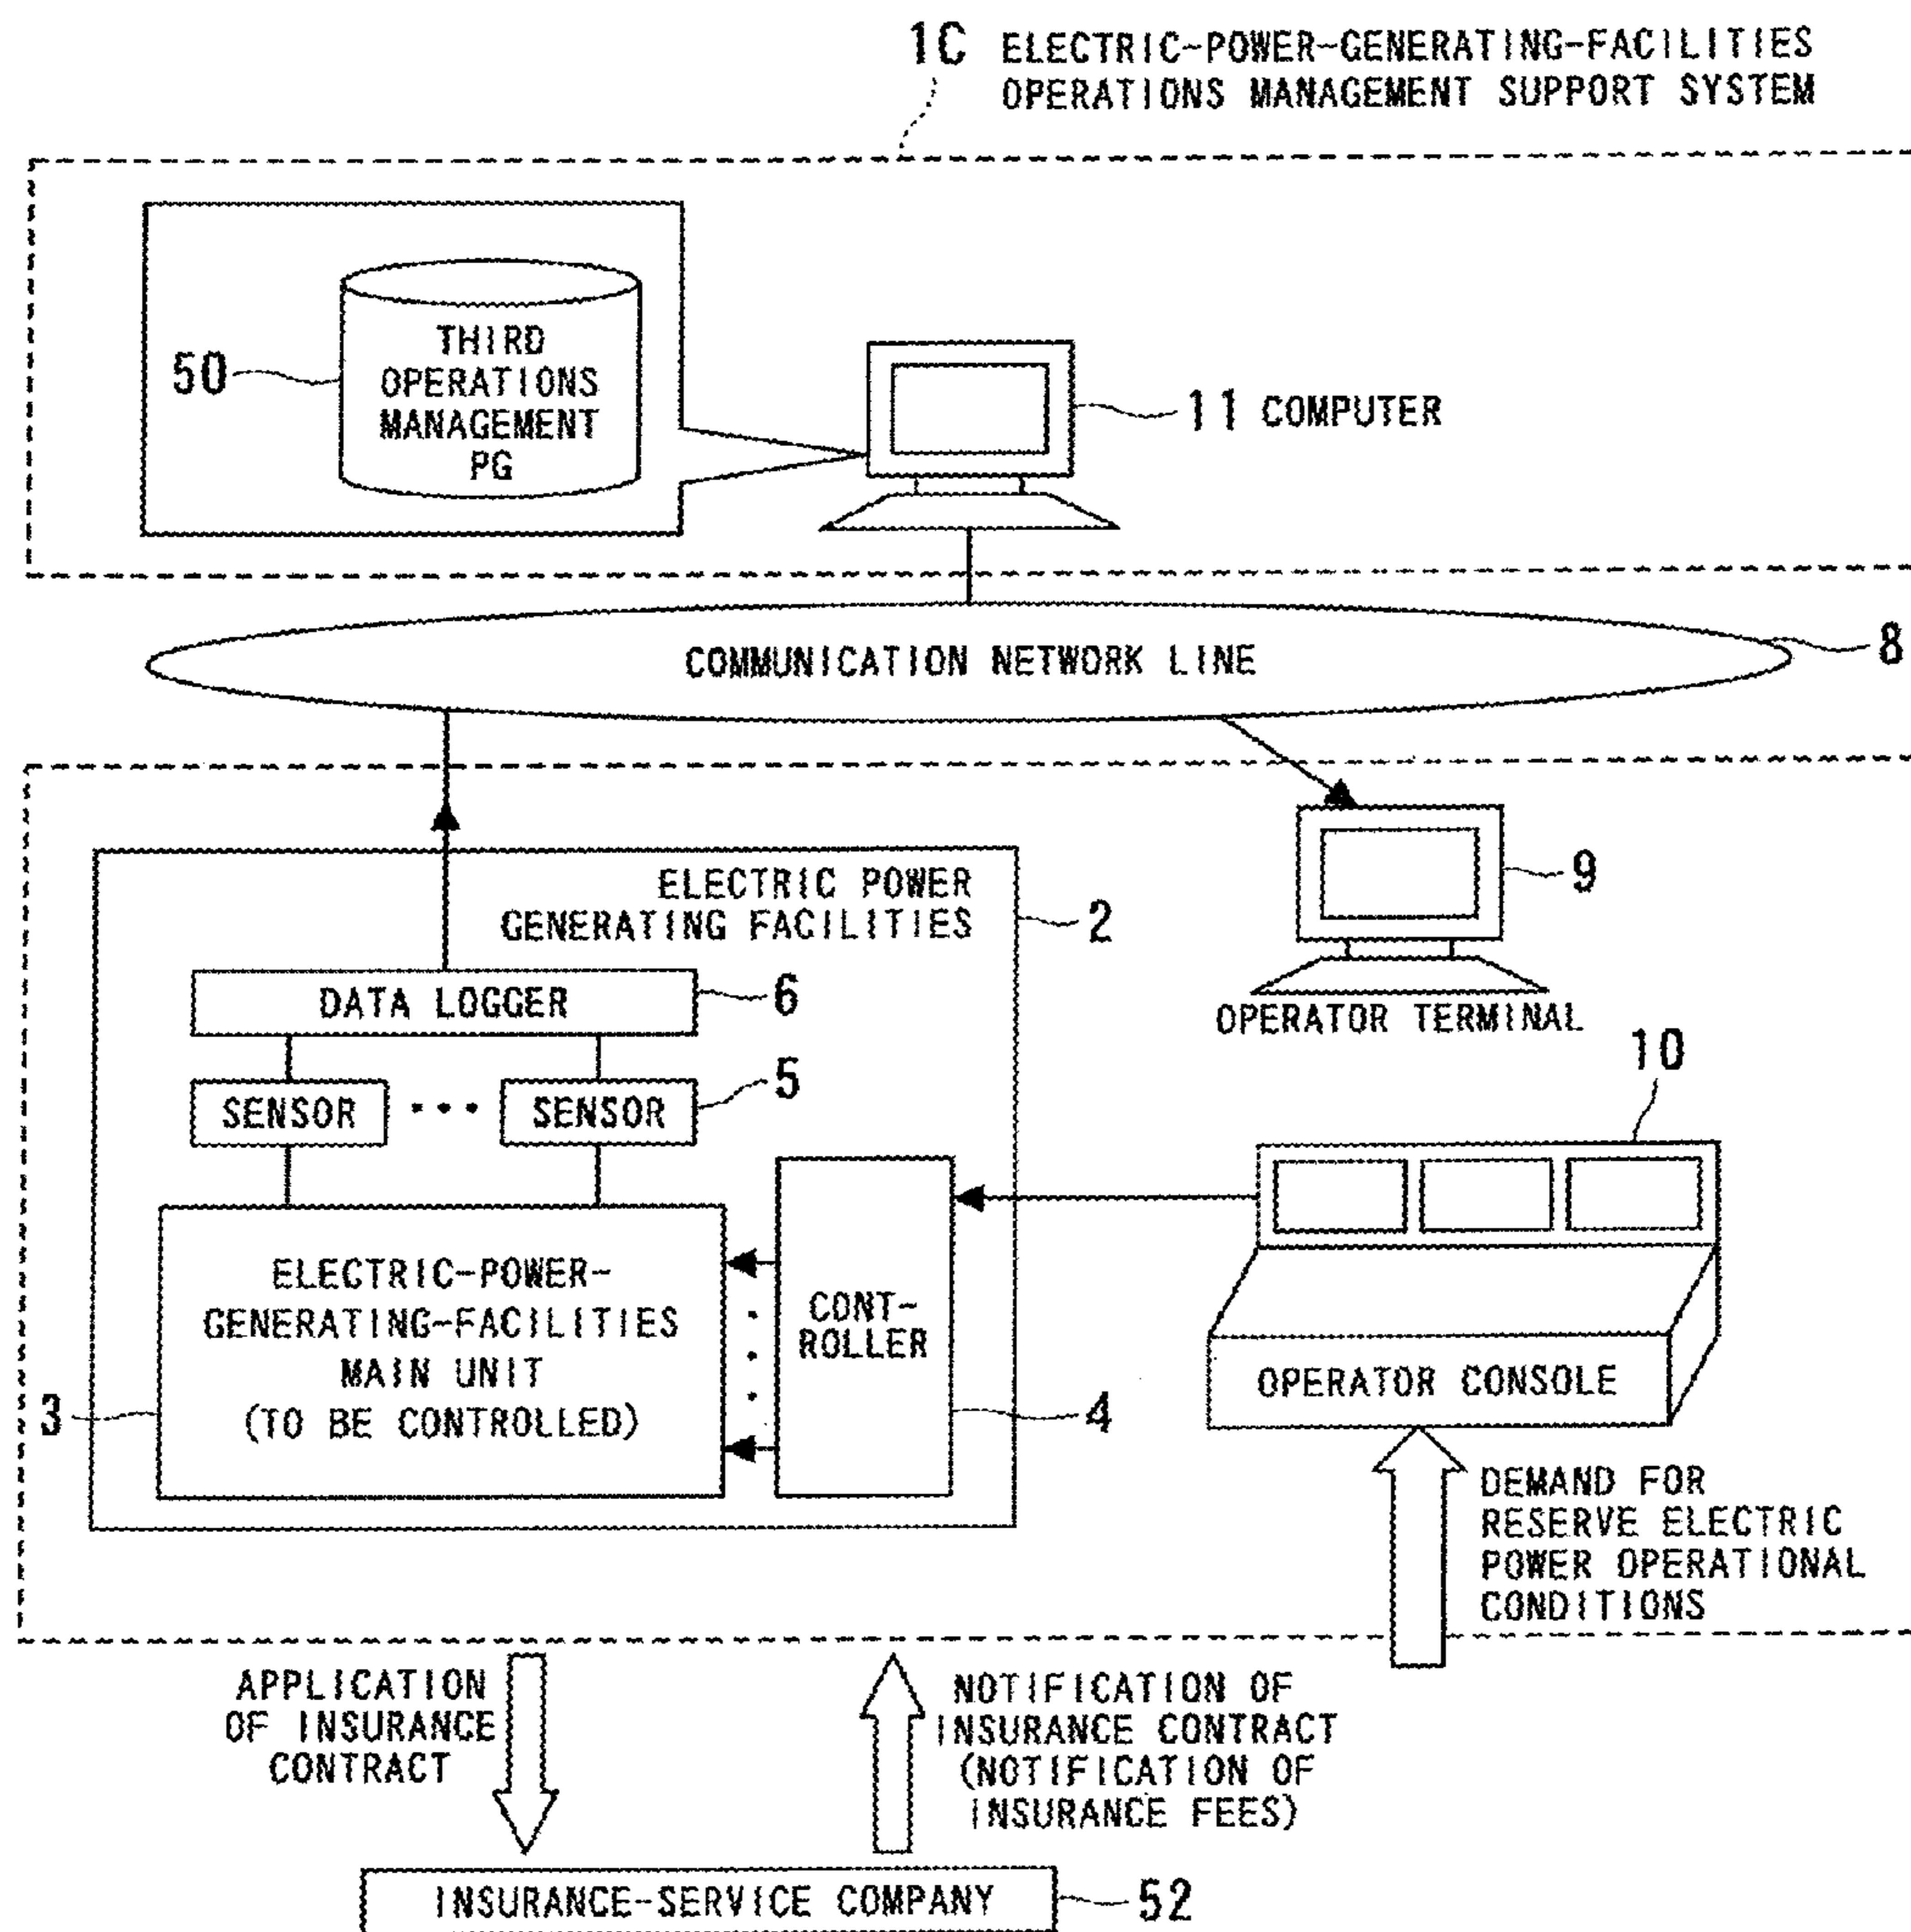 1C ELECTRIC-POWER-GENERATING-FACILITIES
OPERATIONS MANAGEMENT SUPPORT SYSTEM
THIRD
OPERATIONS
MANAGEMENT
PG
50
11 COMPUTER
COMMUNICATION NETWORK LINE
8
ELECTRIC POWER
GENERATING FACILITIES
2
9
DATA LOGGER
6
OPERATOR TERMINAL
SENSOR
SENSOR
5
10
ELECTRIC-POWER-
GENERATING-FACILITIES
MAIN UNIT
(TO BE CONTROLLED)
3
CONT-
ROLLER
4
OPERATOR CONSOLE
DEMAND FOR
RESERVE ELECTRIC
POWER OPERATIONAL
CONDITIONS
APPLICATION
OF INSURANCE
CONTRACT
NOTIFICATION OF
INSURANCE CONTRACT
(NOTIFICATION OF
INSURANCE FEES)
INSURANCE-SERVICE COMPANY
52